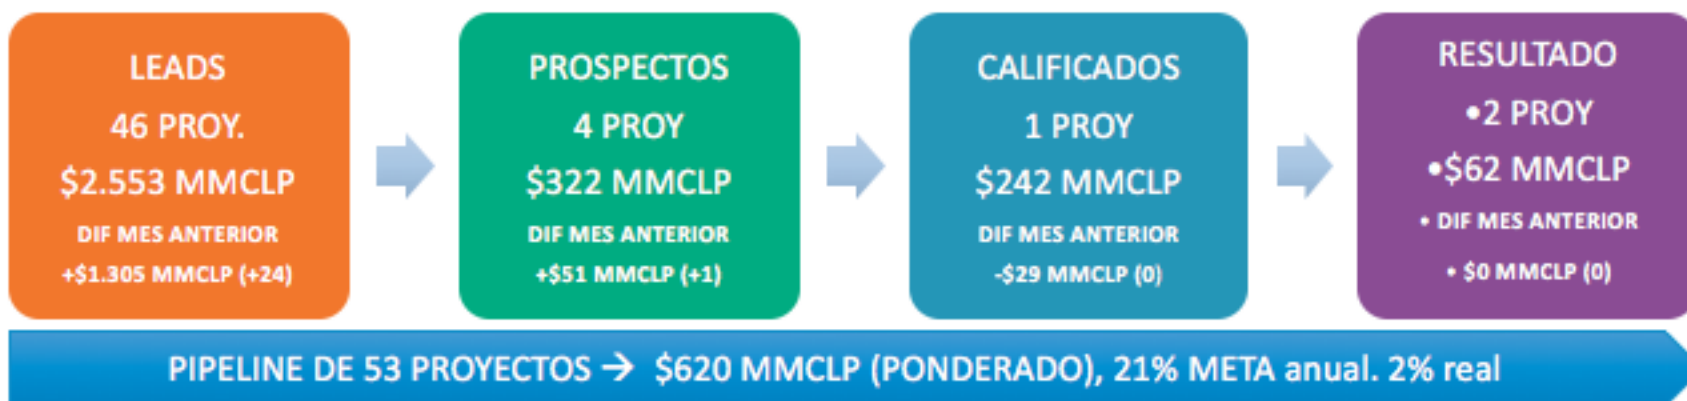 LEADS
46 PROY.
$2.553 MMCLP
DIF MES ANTERIOR
+$1.305 MMCLP (+24)
PROSPECTOS
4 PROY
$322 MMCLP
DIF MES ANTERIOR
+$51 MMCLP (+1)
CALIFICADOS
1 PROY
$242 MMCLP
DIF MES ANTERIOR
-$29 MMCLP (0)
RESULTADO
•2 PROY
•$62 MMCLP
• DIF MES ANTERIOR
• $0 MMCLP (0)
PIPELINE DE 53 PROYECTOS → $620 MMCLP (PONDERADO), 21% META anual. 2% real